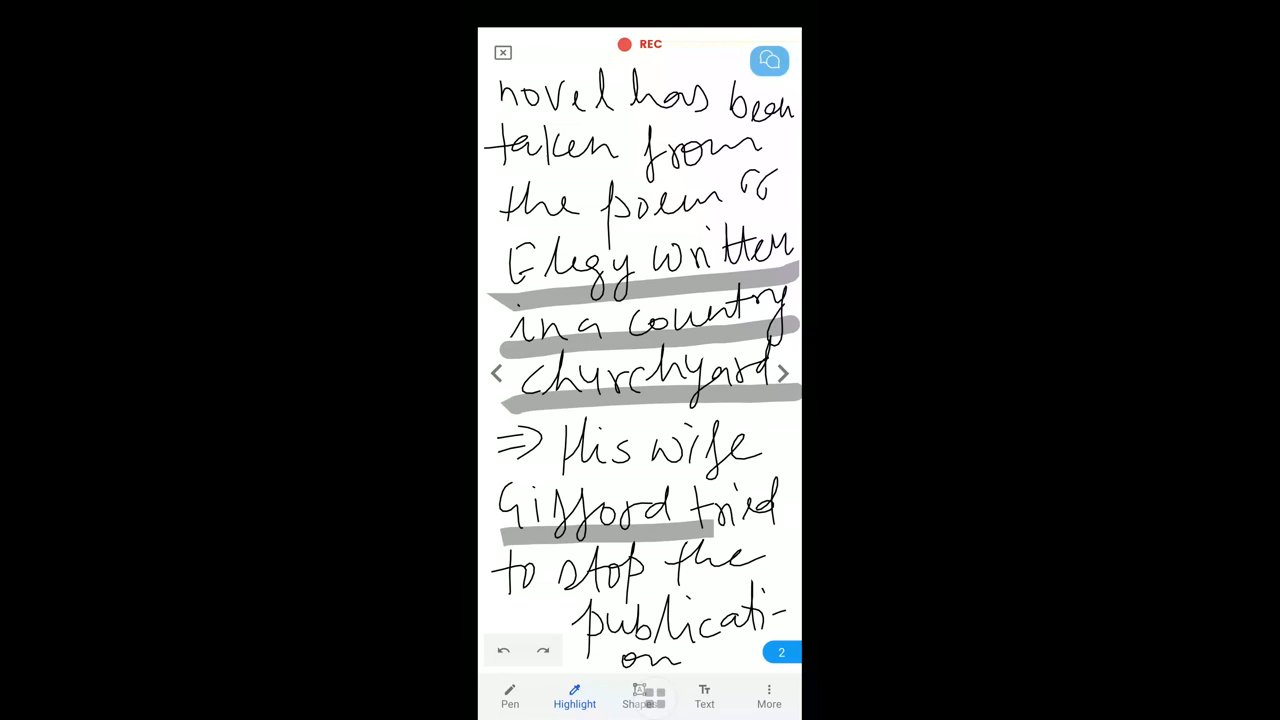 REC
novel has been
taken from
the poem “
Elegy written
in a country
churchyard
⇒ His wife
Gifford tried
to stop the
publicati-
on
2
Pen Highlight Shapes Text More